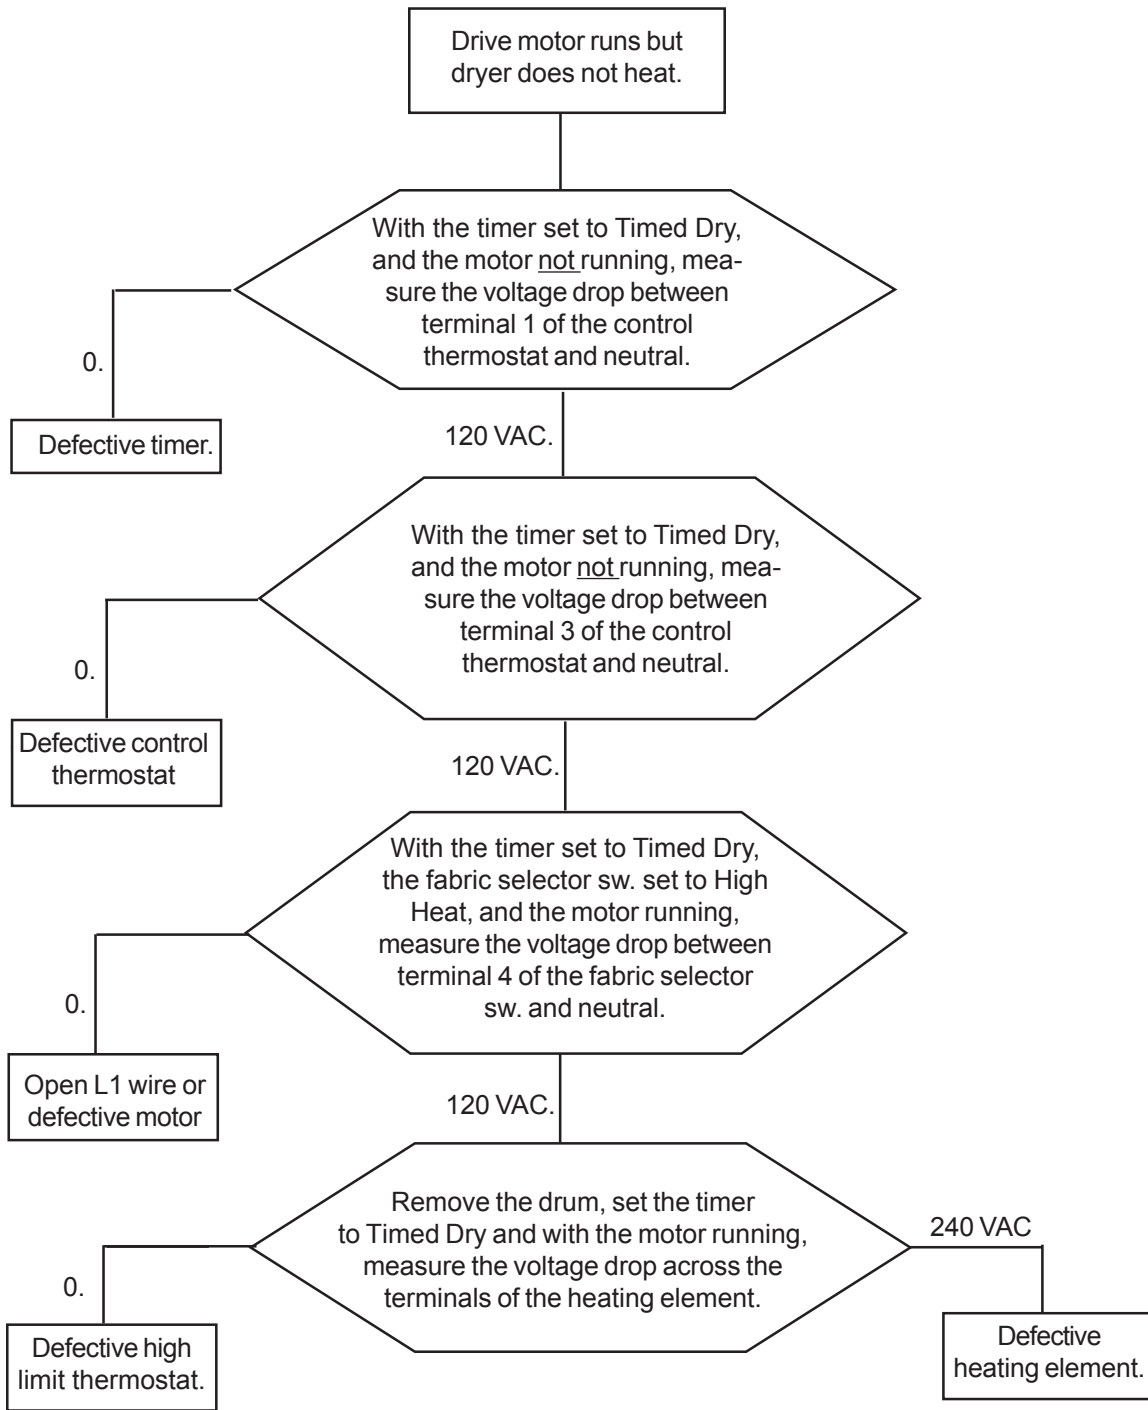 Drive motor runs but
dryer does not heat.
With the timer set to Timed Dry,
and the motor not running, mea-
sure the voltage drop between
terminal 1 of the control
thermostat and neutral.
0.
Defective timer.
120 VAC.
With the timer set to Timed Dry,
and the motor not running, mea-
sure the voltage drop between
terminal 3 of the control
thermostat and neutral.
0.
Defective control
thermostat
120 VAC.
With the timer set to Timed Dry,
the fabric selector sw. set to High
Heat, and the motor running,
measure the voltage drop between
terminal 4 of the fabric selector
sw. and neutral.
0.
Open L1 wire or
defective motor
120 VAC.
Remove the drum, set the timer
to Timed Dry and with the motor running,
measure the voltage drop across the
terminals of the heating element.
240 VAC
0.
Defective high
limit thermostat.
Defective
heating element.